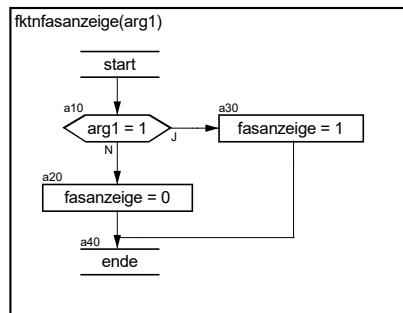 fktnfasanzeige(arg1)
start
a10
arg1 = 1
J
N
a30
fasanzeige = 1
a20
fasanzeige = 0
a40
ende